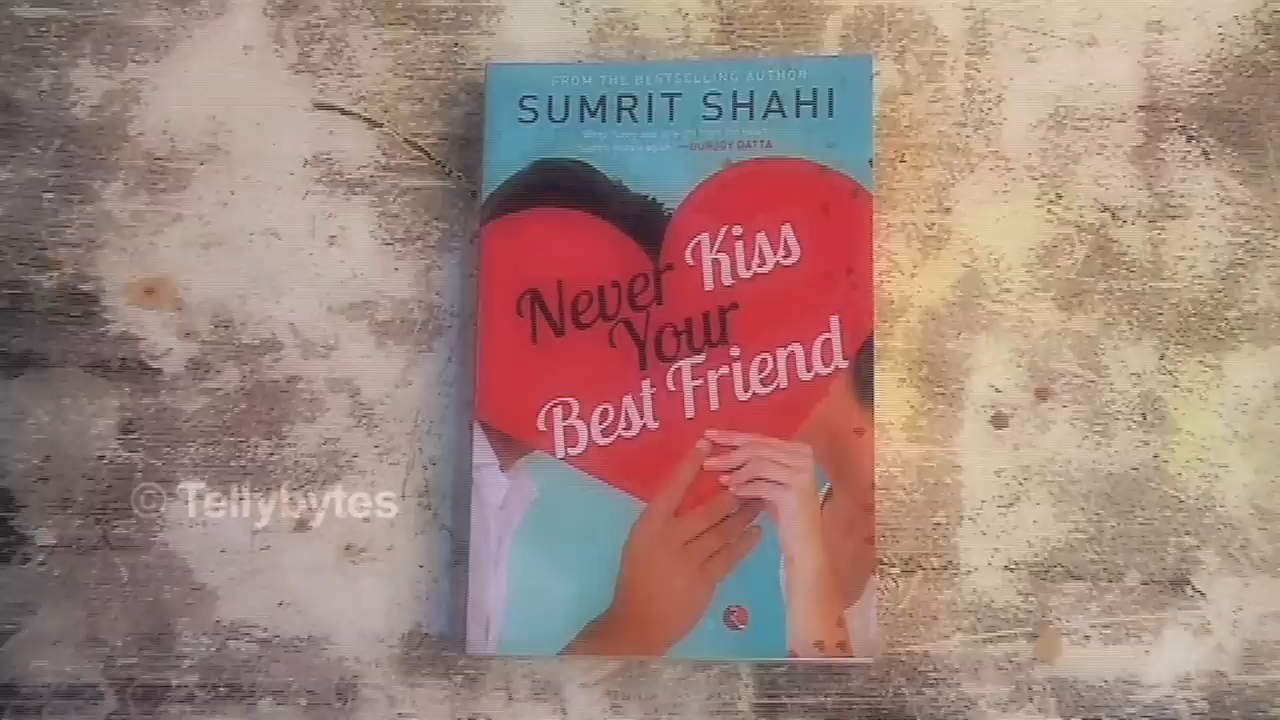 FROM THE BESTSELLING AUTHOR
SUMRIT SHAHI
—DURJOY DATTA
Never Kiss
Your
Best Friend
© Tellybytes